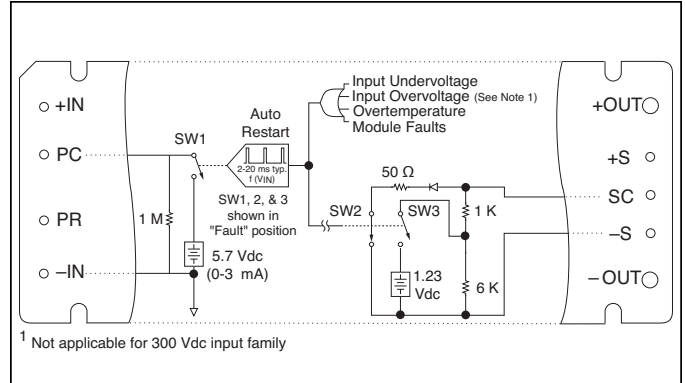 +IN
PC
PR
–IN
SW1
1 M
5.7 Vdc
(0-3 mA)
Auto
Restart
2-20 ms typ.
f (VIN)
SW1, 2, & 3
shown in
"Fault" position
Input Undervoltage
Input Overvoltage (See Note 1)
Overtemperature
Module Faults
50 Ω
SW2
SW3
1 K
1.23
Vdc
6 K
+OUT
+S
SC
–S
–OUT
1 Not applicable for 300 Vdc input family